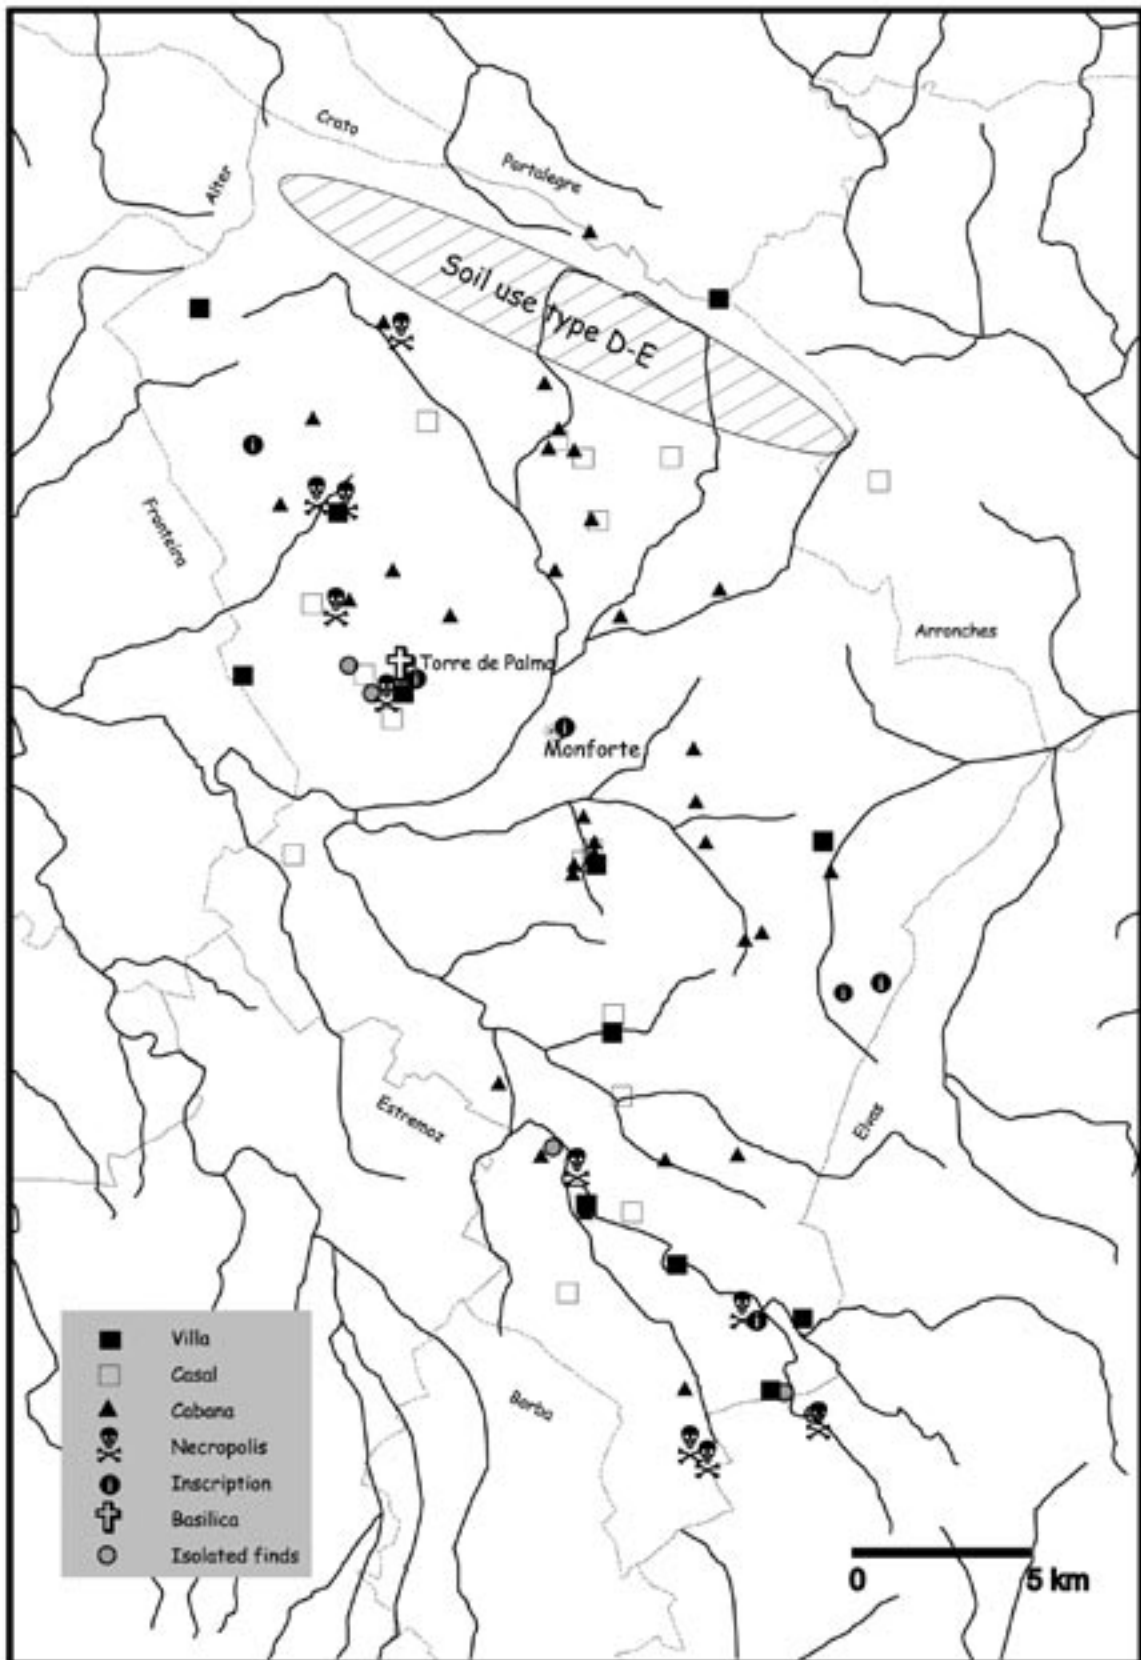 Crato
Portalegre
Alter
Soil use type D-E
Fronteira
Arronches
Torre de Palma
Monforte
Estremoz
Elvas
Borba
Villa
Casal
Cabana
Necropolis
Inscription
Basilica
Isolated finds
0 5 km